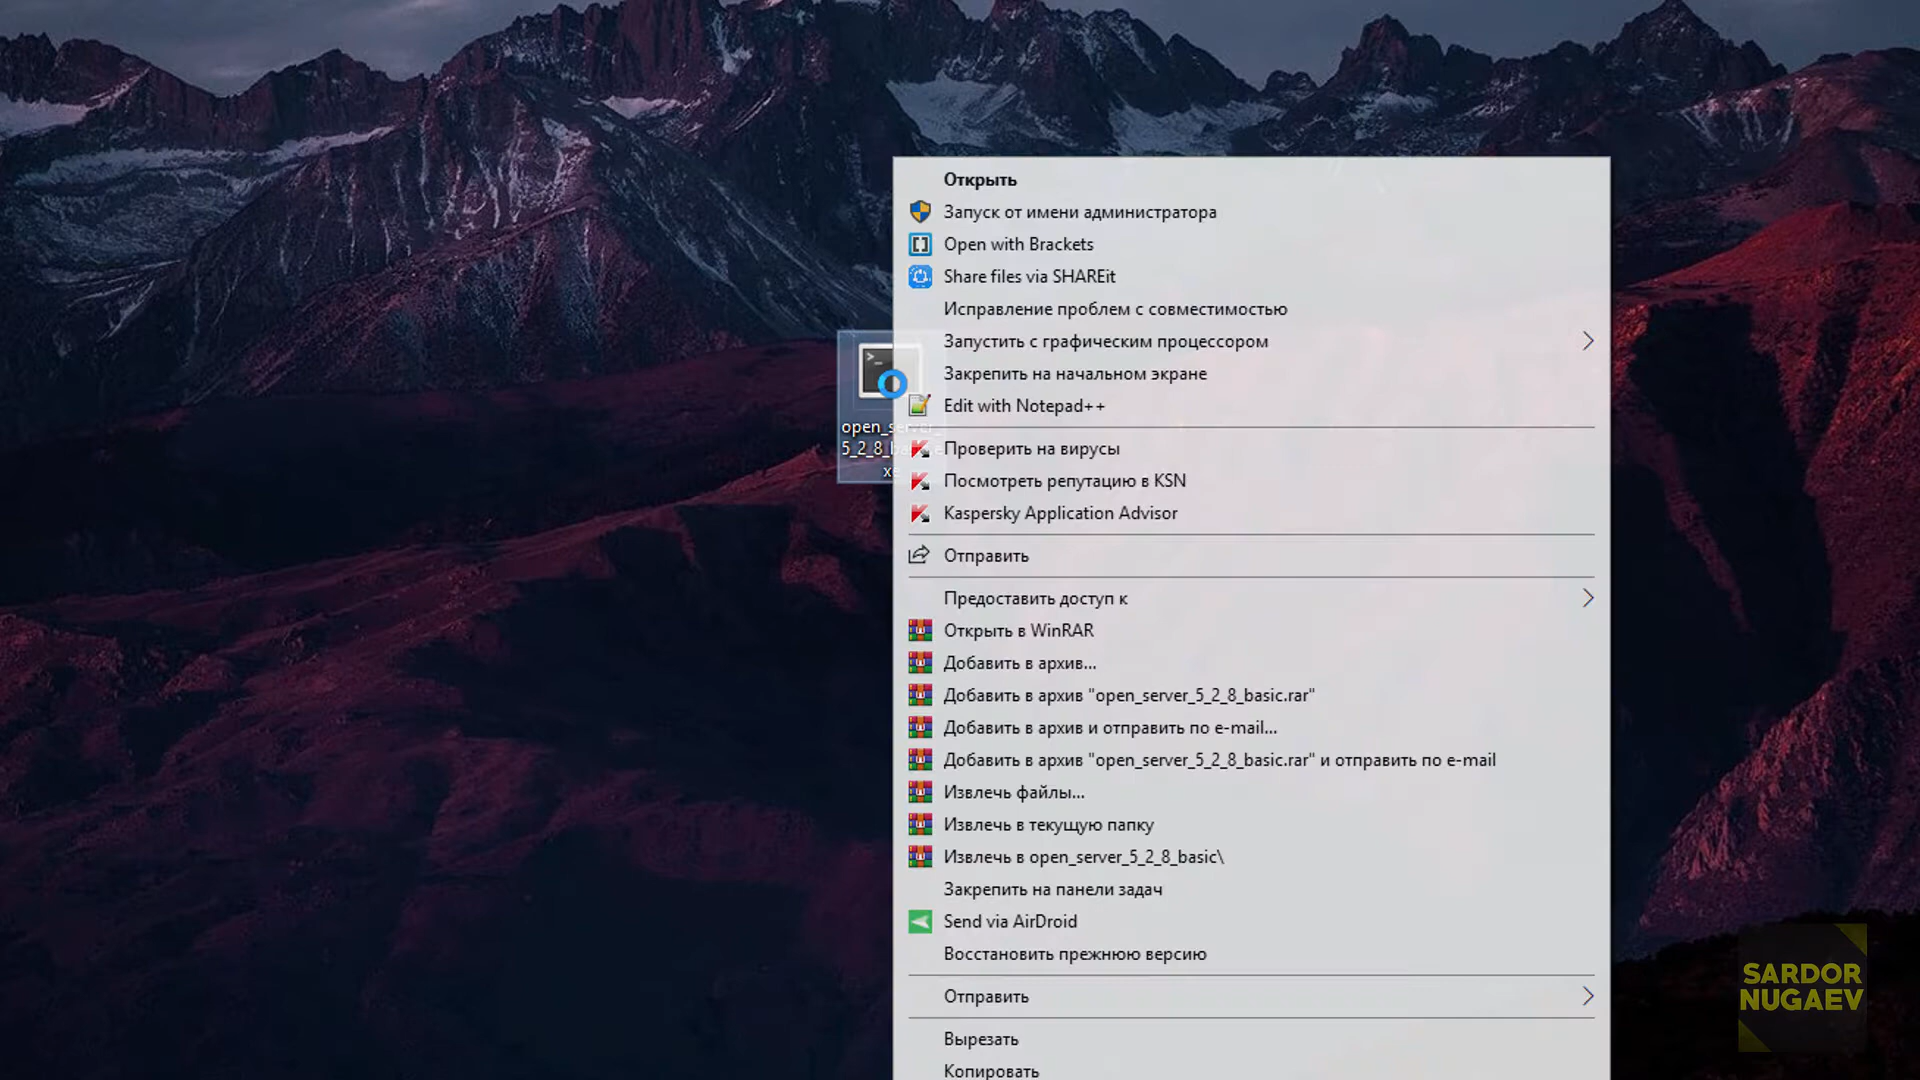 Открыть
Запуск от имени администратора
Open with Brackets
Share files via SHAREit
Исправление проблем с совместимостью
Запустить с графическим процессором
Закрепить на начальном экране
Edit with Notepad++
open_server_
5_2_8_
Проверить на вирусы
Посмотреть репутацию в KSN
Kaspersky Application Advisor
Отправить
Предоставить доступ к
Открыть в WinRAR
Добавить в архив...
Добавить в архив "open_server_5_2_8_basic.rar"
Добавить в архив и отправить по e-mail...
Добавить в архив "open_server_5_2_8_basic.rar" и отправить по e-mail
Извлечь файлы...
Извлечь в текущую папку
Извлечь в open_server_5_2_8_basic\
Закрепить на панели задач
Send via AirDroid
Восстановить прежнюю версию
Отправить
Вырезать
Копировать
SARDOR
NUGAEV